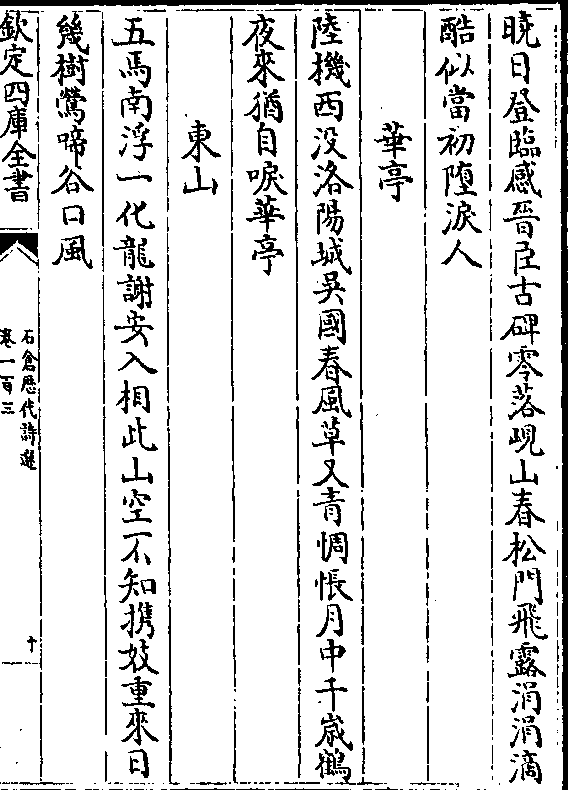 曉日登臨感晉臣古碑零落峴山春松門飛露涓涓滴
酷似當初墮淚人
華亭
陸機西没洛陽城吳國春風草又青惆悵月中千嵗鶴
夜來猶自唳華亭
東山
五馬南浮一化龍謝安入相此山空不知携妓重來日
幾樹鶯啼谷口風
欽定四庫全書
石倉歴代詩選
卷一百三
十